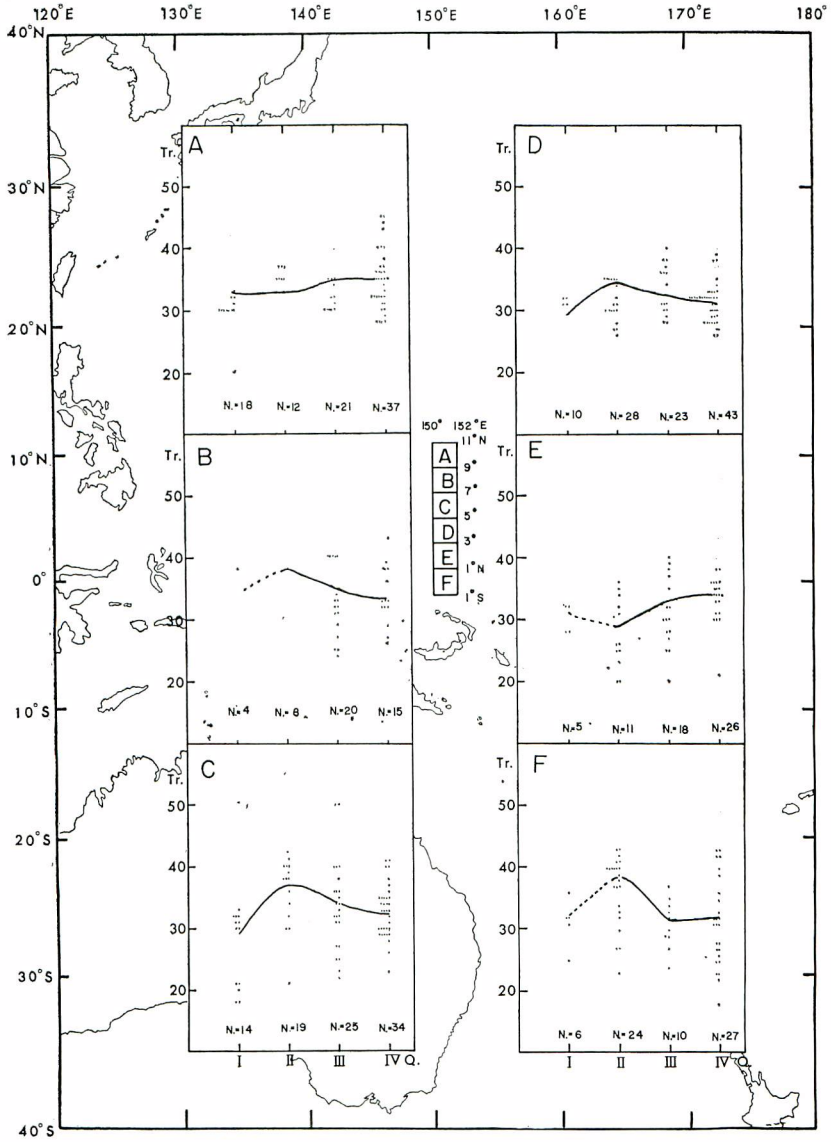 120°E 130° 140° 150° 160° 170° 180°
40°N
30°N
20°N
10°N
0°
10°S
20°S
30°S
40°S
A
Tr.
50
40
30
20
N.=18 N.=12 N.=21 N.=37
B
Tr.
50
40
30
20
N.=4 N.=8 N.=20 N.=15
C
Tr.
50
40
30
20
N.=14 N.=19 N.=25 N.=34
I II III IV Q.
150° 152°E
11°N
A
9°
B
7°
C
5°
D
3°
E
1°N
F
1°S
D
Tr.
50
40
30
20
N.=10 N.=28 N.=23 N.=43
E
Tr.
50
40
30
20
N.=5 N.=11 N.=18 N.=26
F
Tr.
50
40
30
20
N.=6 N.=24 N.=10 N.=27
I II III IV Q.